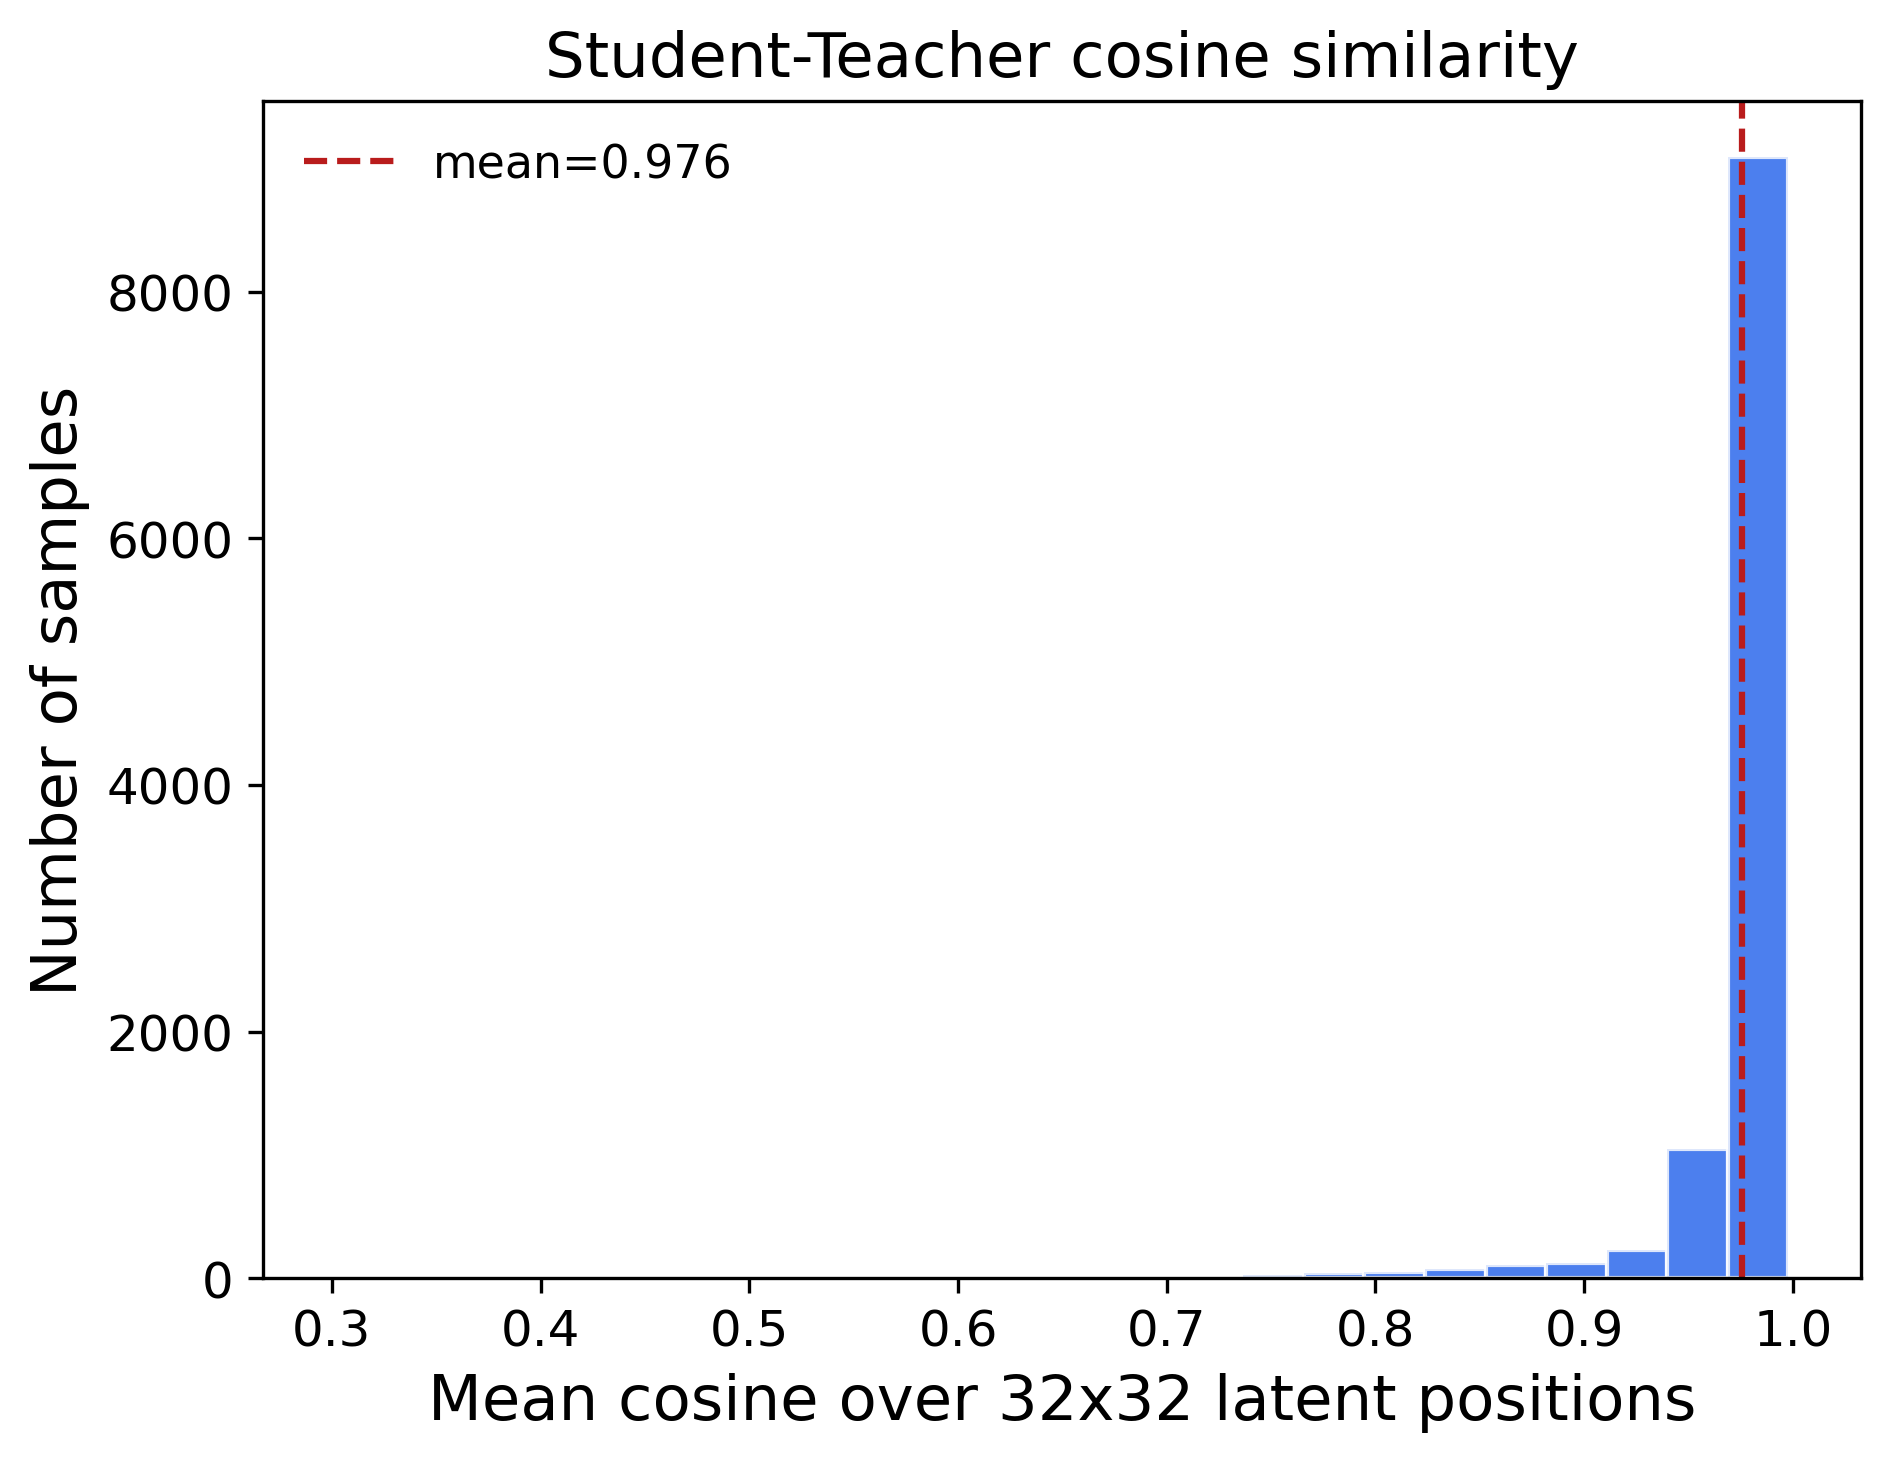 Student-Teacher cosine similarity
mean=0.976
Number of samples
8000
6000
4000
2000
0
0.3 0.4 0.5 0.6 0.7 0.8 0.9 1.0
Mean cosine over 32x32 latent positions